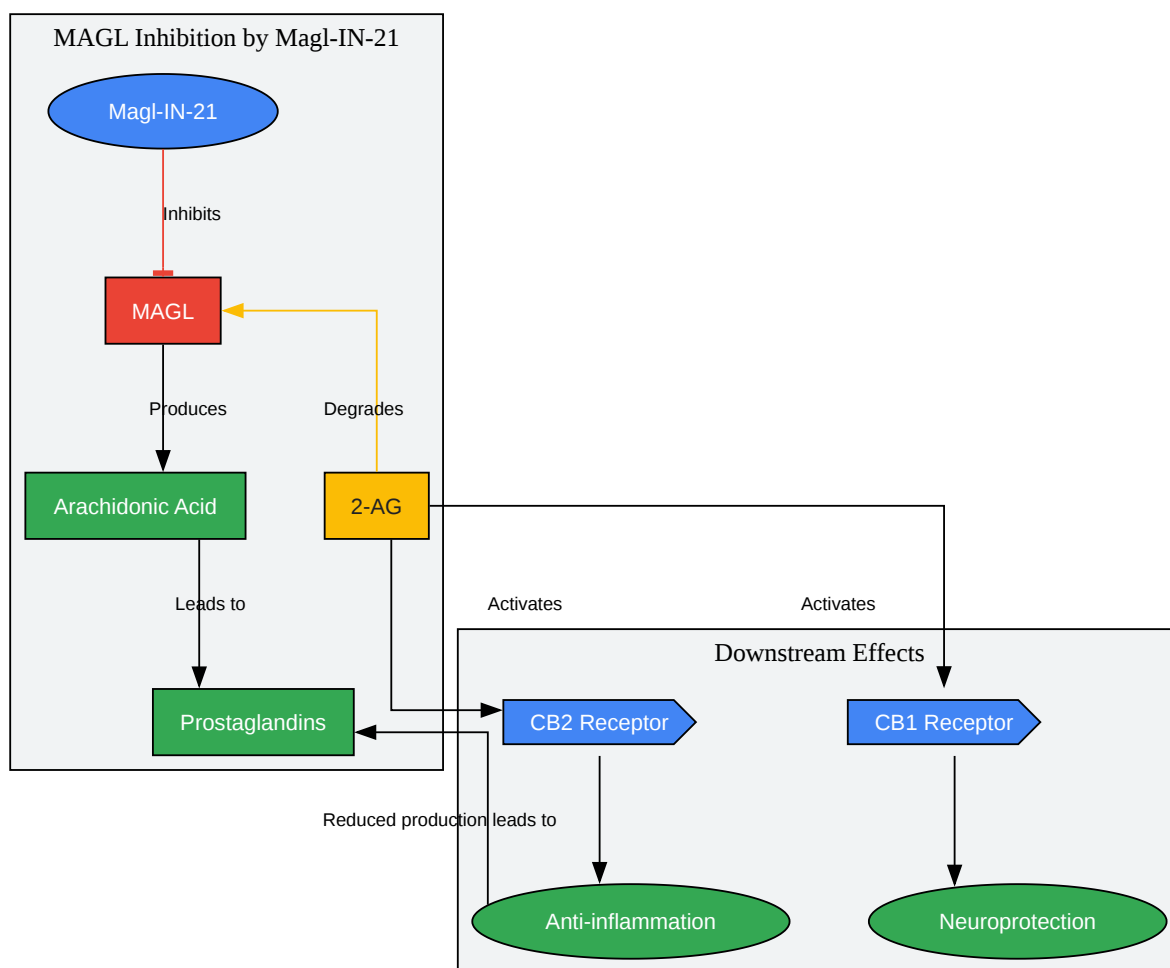 MAGL Inhibition by Magl-IN-21
Magl-IN-21
Inhibits
MAGL
Produces
Degrades
Arachidonic Acid
2-AG
Leads to
Activates
Activates
Downstream Effects
Prostaglandins
CB2 Receptor
CB1 Receptor
Reduced production leads to
Anti-inflammation
Neuroprotection